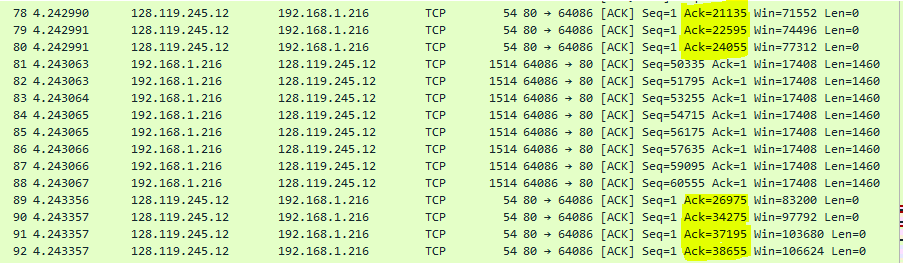 78 4.242990 128.119.245.12 192.168.1.216 TCP 54 80 → 64086 [ACK] Seq=1 Ack=21135 Win=71552 Len=0
79 4.242991 128.119.245.12 192.168.1.216 TCP 54 80 → 64086 [ACK] Seq=1 Ack=22595 Win=74496 Len=0
80 4.242991 128.119.245.12 192.168.1.216 TCP 54 80 → 64086 [ACK] Seq=1 Ack=24055 Win=77312 Len=0
81 4.243063 192.168.1.216 128.119.245.12 TCP 1514 64086 → 80 [ACK] Seq=50335 Ack=1 Win=17408 Len=1460
82 4.243063 192.168.1.216 128.119.245.12 TCP 1514 64086 → 80 [ACK] Seq=51795 Ack=1 Win=17408 Len=1460
83 4.243064 192.168.1.216 128.119.245.12 TCP 1514 64086 → 80 [ACK] Seq=53255 Ack=1 Win=17408 Len=1460
84 4.243065 192.168.1.216 128.119.245.12 TCP 1514 64086 → 80 [ACK] Seq=54715 Ack=1 Win=17408 Len=1460
85 4.243065 192.168.1.216 128.119.245.12 TCP 1514 64086 → 80 [ACK] Seq=56175 Ack=1 Win=17408 Len=1460
86 4.243066 192.168.1.216 128.119.245.12 TCP 1514 64086 → 80 [ACK] Seq=57635 Ack=1 Win=17408 Len=1460
87 4.243067 192.168.1.216 128.119.245.12 TCP 1514 64086 → 80 [ACK] Seq=59095 Ack=1 Win=17408 Len=1460
88 4.243067 192.168.1.216 128.119.245.12 TCP 1514 64086 → 80 [ACK] Seq=60555 Ack=1 Win=17408 Len=1460
89 4.243356 128.119.245.12 192.168.1.216 TCP 54 80 → 64086 [ACK] Seq=1 Ack=26975 Win=83200 Len=0
90 4.243357 128.119.245.12 192.168.1.216 TCP 54 80 → 64086 [ACK] Seq=1 Ack=34275 Win=97792 Len=0
91 4.243357 128.119.245.12 192.168.1.216 TCP 54 80 → 64086 [ACK] Seq=1 Ack=37195 Win=103680 Len=0
92 4.243357 128.119.245.12 192.168.1.216 TCP 54 80 → 64086 [ACK] Seq=1 Ack=38655 Win=106624 Len=0